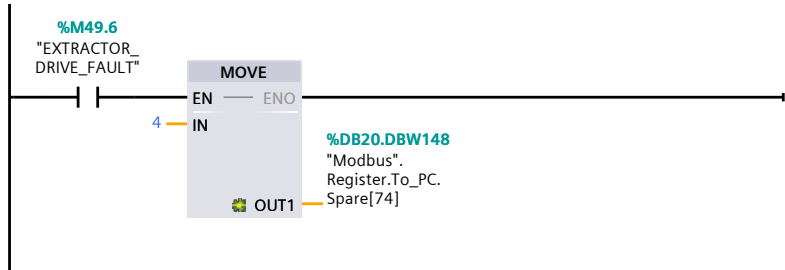 %M49.6
"EXTRACTOR_
DRIVE_FAULT"
MOVE
EN
ENO
4
IN
%DB20.DBW148
"Modbus".
Register.To_PC.
Spare[74]
OUT1